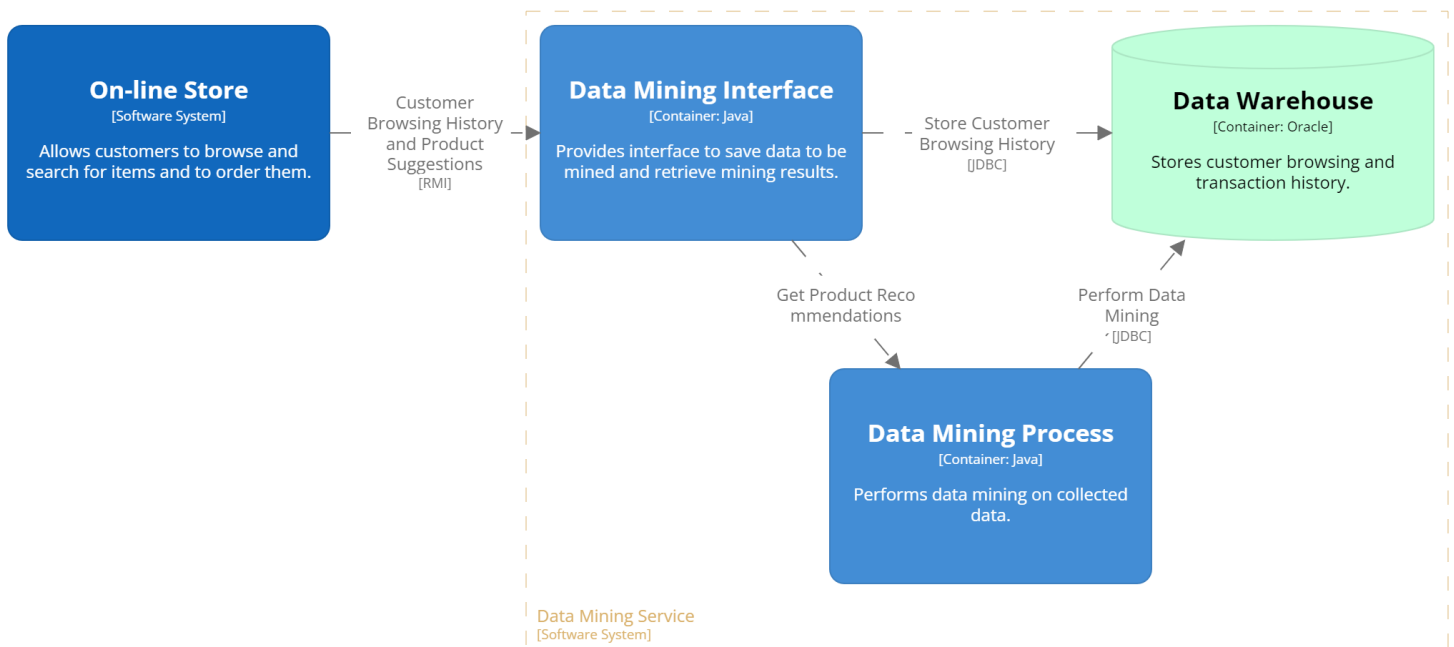 On-line Store
[Software System]
Allows customers to browse and
search for items and to order them.
Customer
Browsing History
and Product
Suggestions
[RMI]
Data Mining Interface
[Container: Java]
Provides interface to save data to be
mined and retrieve mining results.
Store Customer
Browsing History
[JDBC]
Data Warehouse
[Container: Oracle]
Stores customer browsing and
transaction history.
Get Product Reco
mmendations
Perform Data
Mining
[JDBC]
Data Mining Process
[Container: Java]
Performs data mining on collected
data.
Data Mining Service
[Software System]